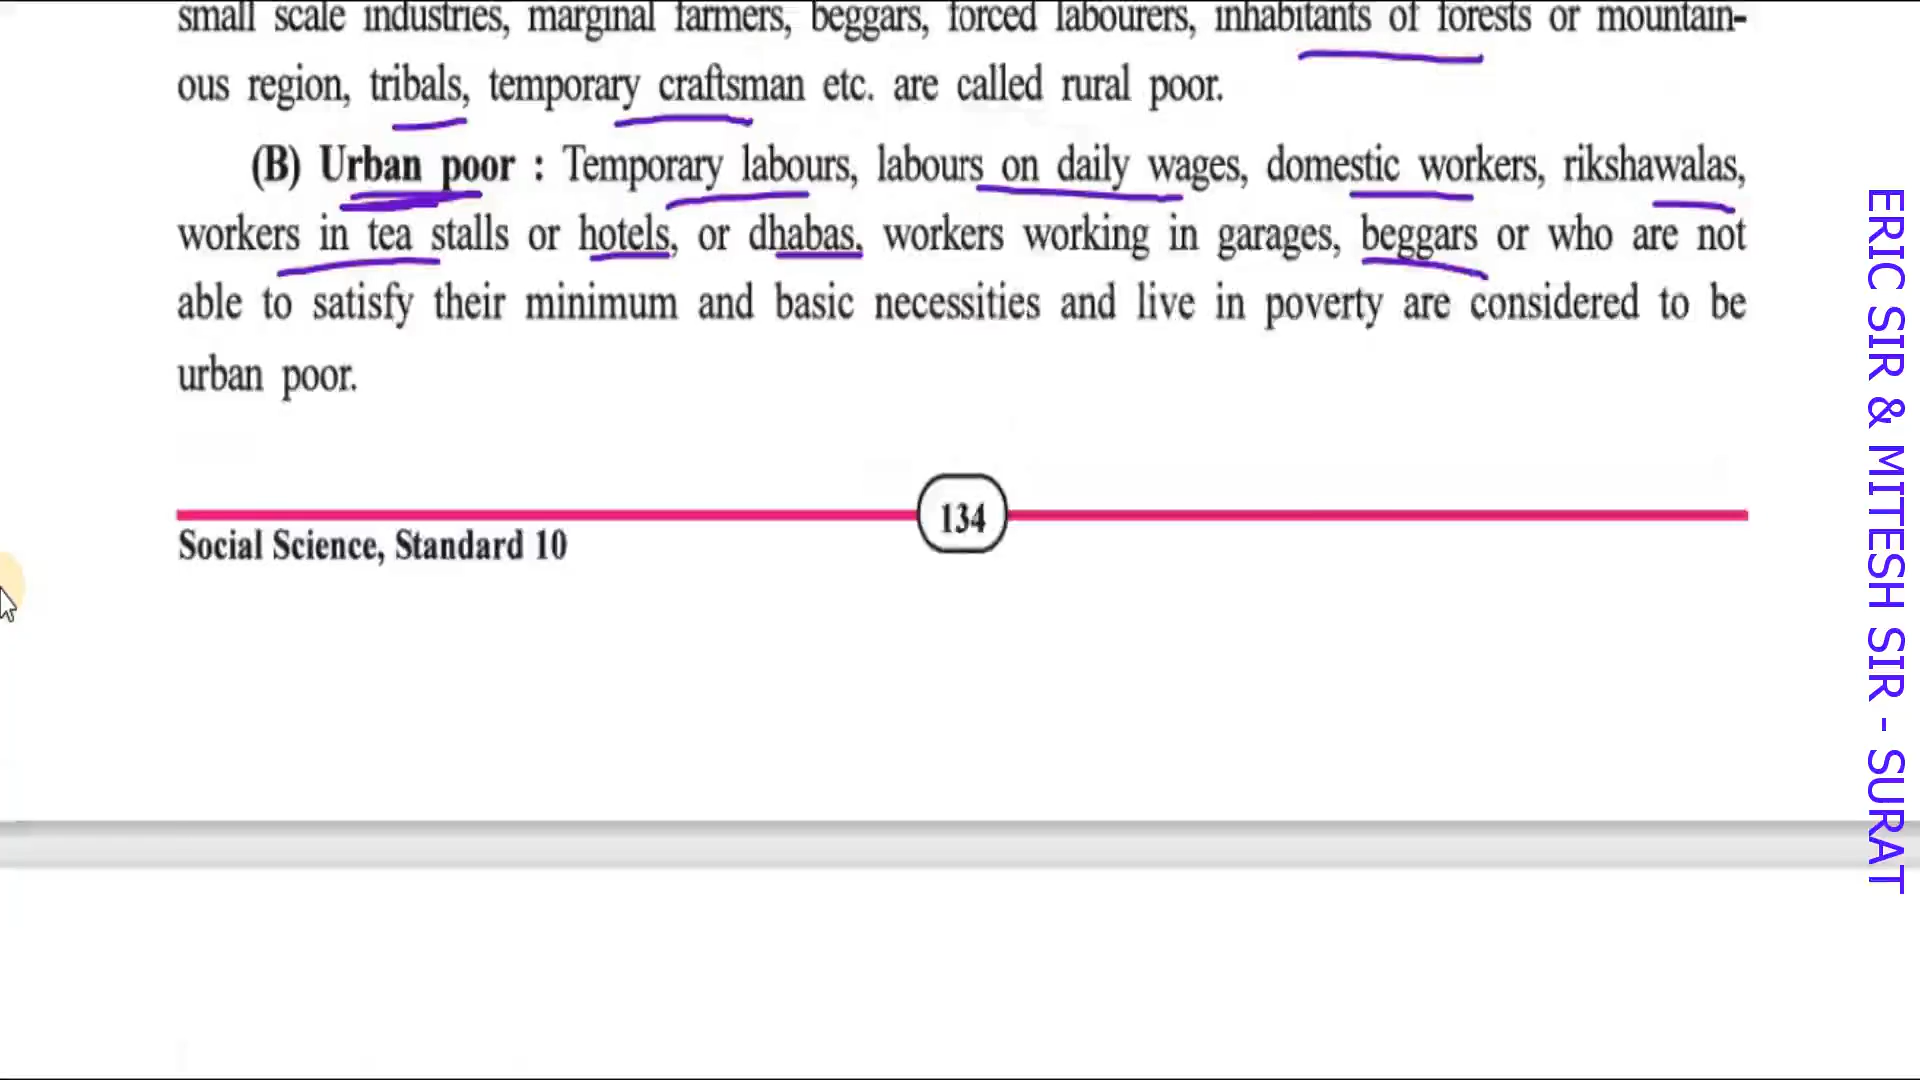 small scale industries, marginal farmers, beggars, forced labourers, inhabitants of forests or mountain-
ous region, tribals, temporary craftsman etc. are called rural poor.
(B) Urban poor : Temporary labours, labours on daily wages, domestic workers, rikshawalas,
workers in tea stalls or hotels, or dhabas, workers working in garages, beggars or who are not
able to satisfy their minimum and basic necessities and live in poverty are considered to be
urban poor.
134
Social Science, Standard 10
ERIC SIR & MITESH SIR - SURAT